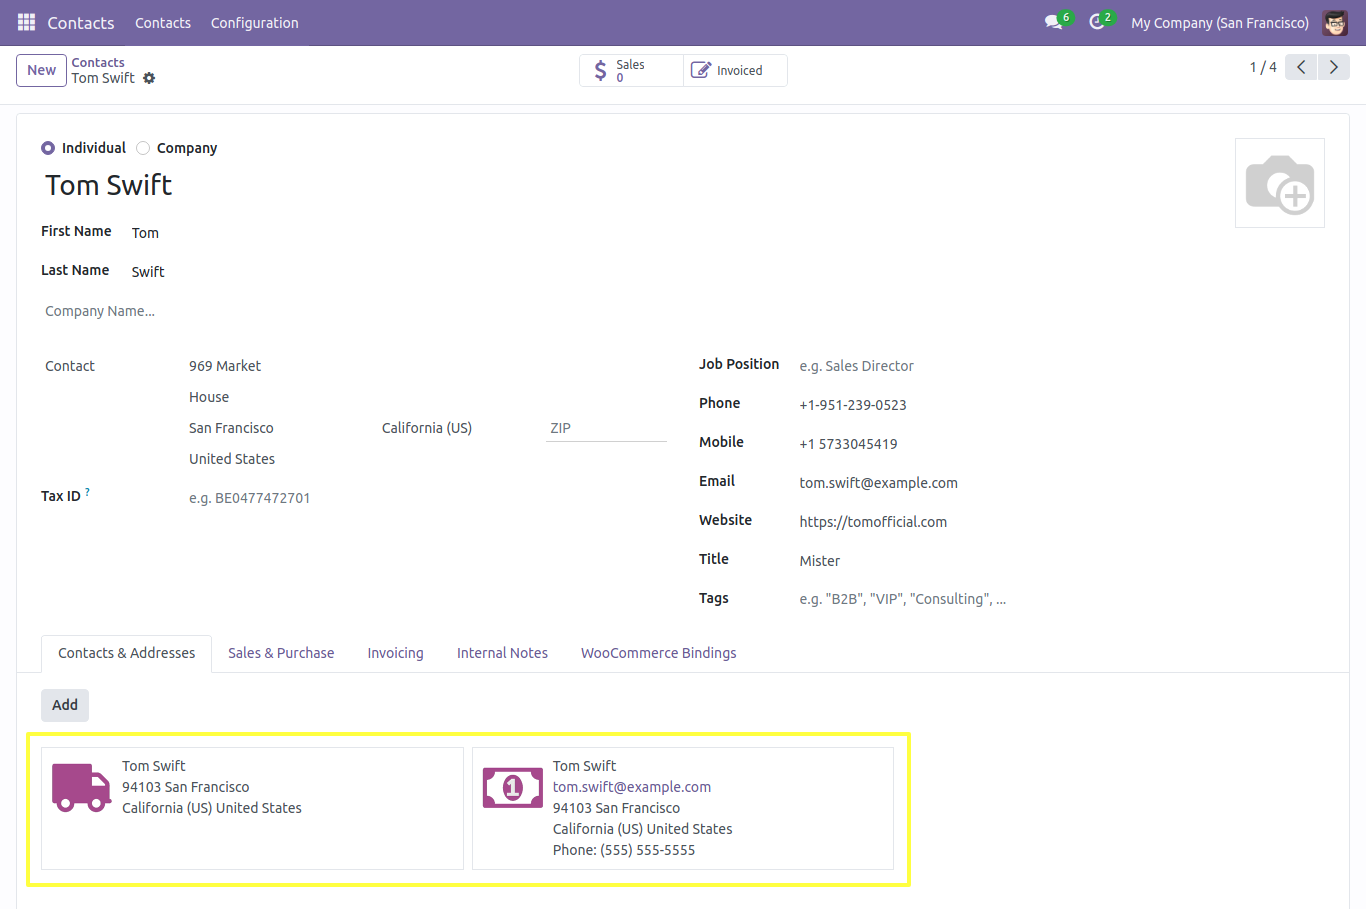 Contacts Contacts Configuration 6 2 My Company (San Francisco)
New Contacts
Tom Swift
$ Sales 0
Invoiced
1 / 4
Individual Company
Tom Swift
First Name Tom
Last Name Swift
Company Name...
Contact 969 Market
House
San Francisco California (US) ZIP
United States
Tax ID ? e.g. BE0477472701
Job Position e.g. Sales Director
Phone +1-951-239-0523
Mobile +1 5733045419
Email tom.swift@example.com
Website https://tomofficial.com
Title Mister
Tags e.g. "B2B", "VIP", "Consulting", ...
Contacts & Addresses Sales & Purchase Invoicing Internal Notes WooCommerce Bindings
Add
Tom Swift
94103 San Francisco
California (US) United States
1
Tom Swift
tom.swift@example.com
94103 San Francisco
California (US) United States
Phone: (555) 555-5555